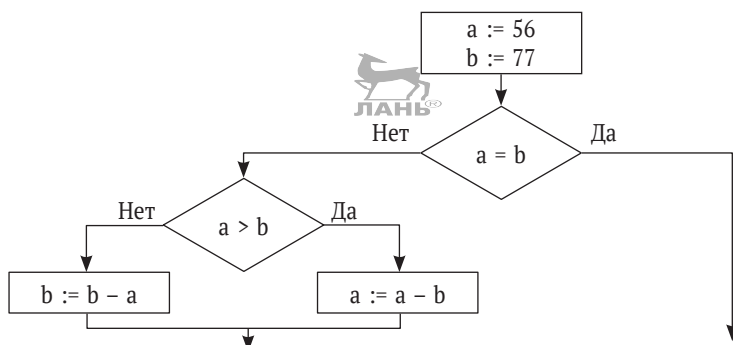 a := 56
b := 77
ЛАНЬ®
Нет
a = b
Да
Нет
a > b
Да
b := b – a
a := a – b